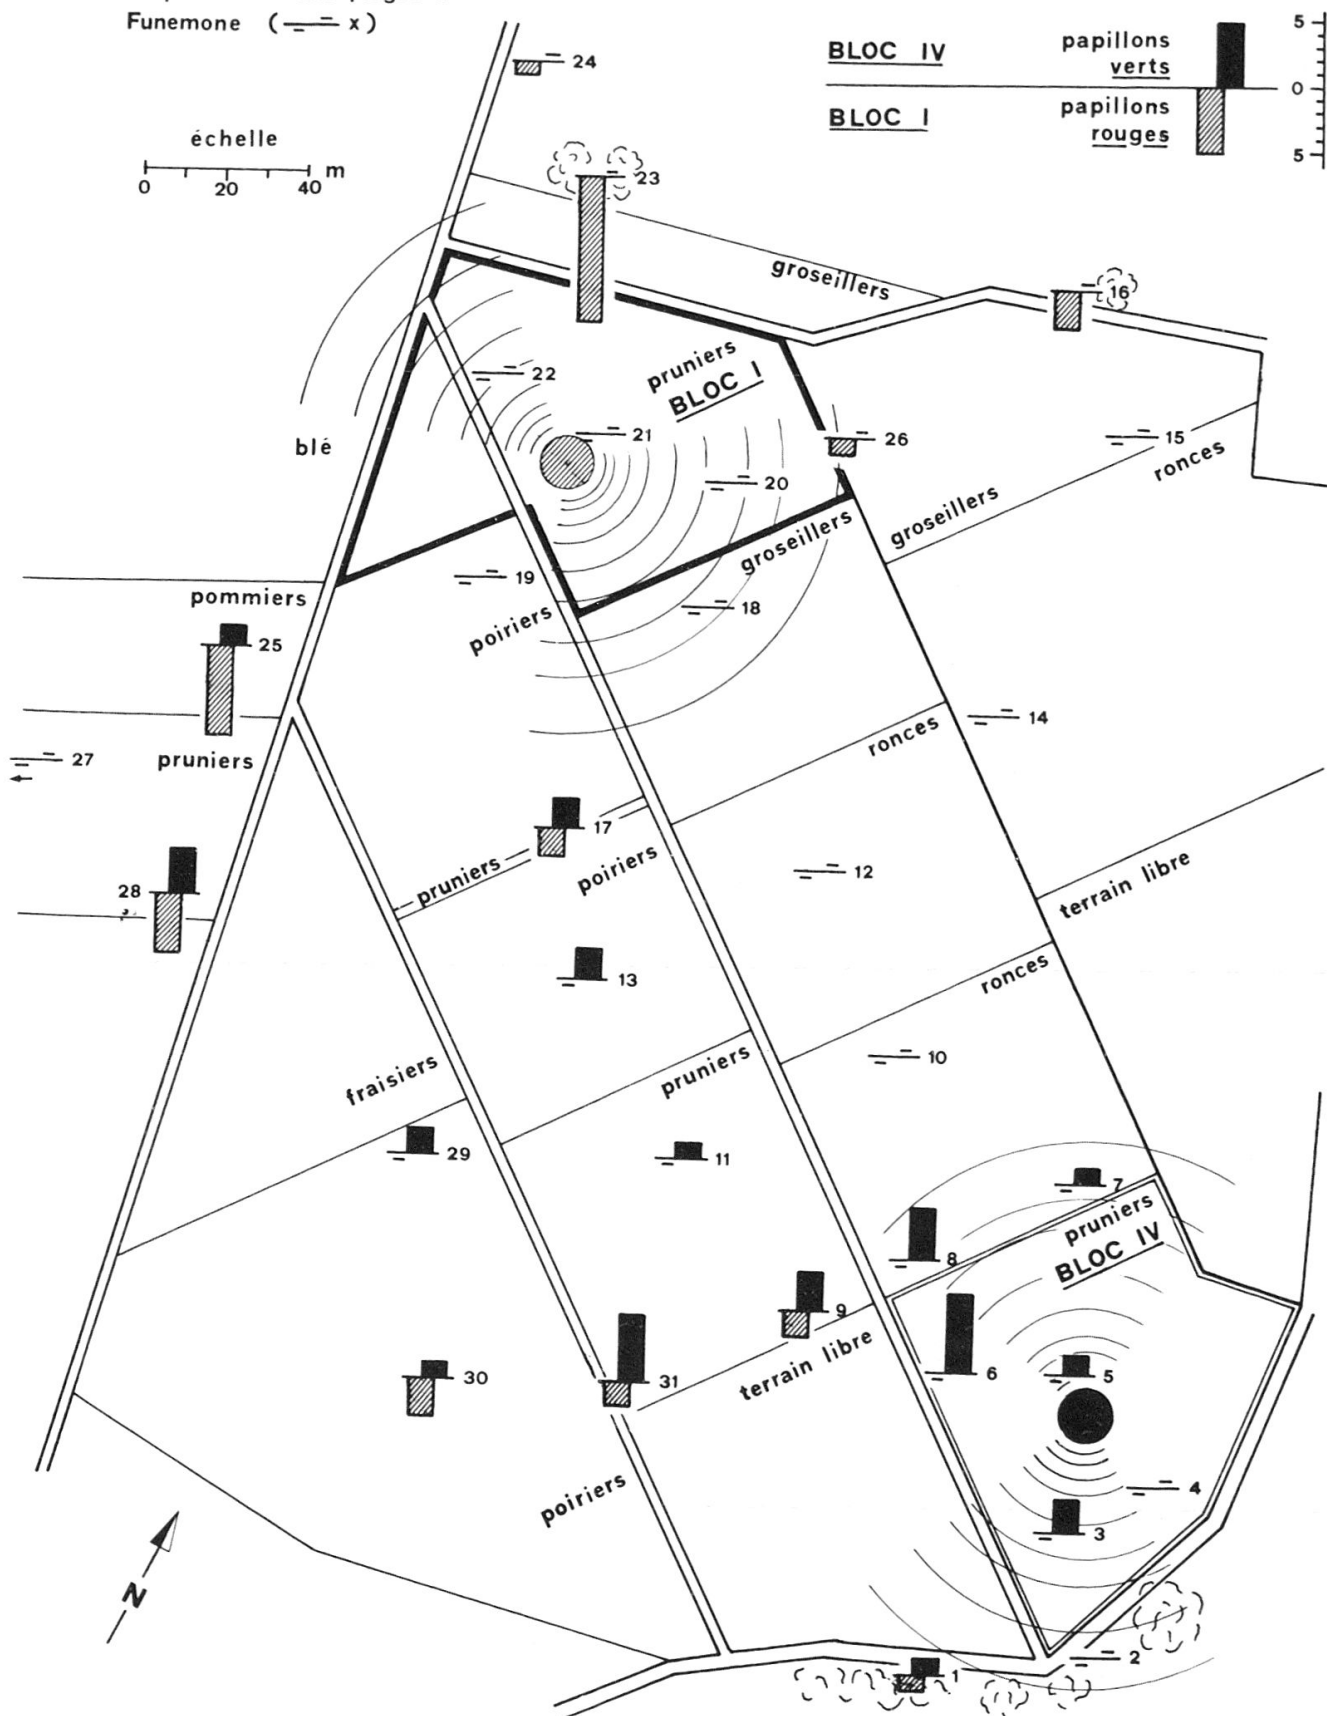 Funemone ( x)
24
BLOC IV
papillons
verts
5
0
BLOC I
papillons
rouges
5
échelle
0 20 40 m
23
groseillers
16
pruniers
BLOC I
22
blé
21
26
15
ronces
20
groseillers
groseillers
19
pommiers
18
poiriers
25
14
ronces
27
pruniers
17
poiriers
pruniers
12
terrain libre
28
13
ronces
10
pruniers
fraisiers
29
11
7
pruniers
BLOC IV
8
9
terrain libre
6
5
30
31
4
poiriers
3
N
2
1